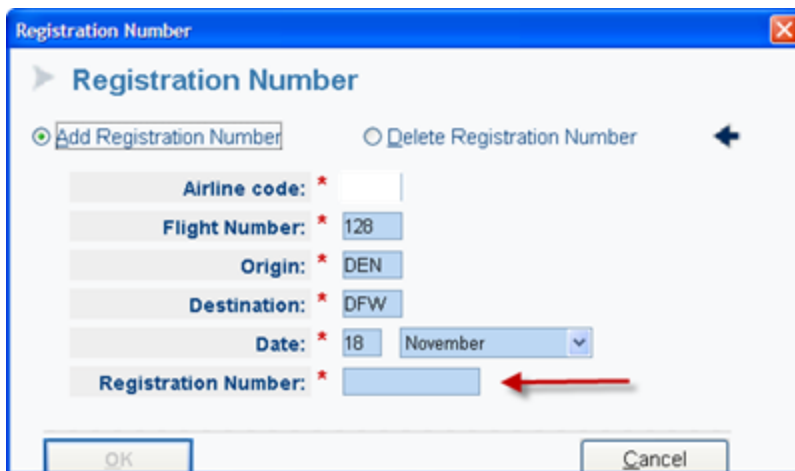 Registration Number
Registration Number
Add Registration Number Delete Registration Number
Airline code: *
Flight Number: * 128
Origin: * DEN
Destination: * DFW
Date: * 18 November
Registration Number: *
OK Cancel